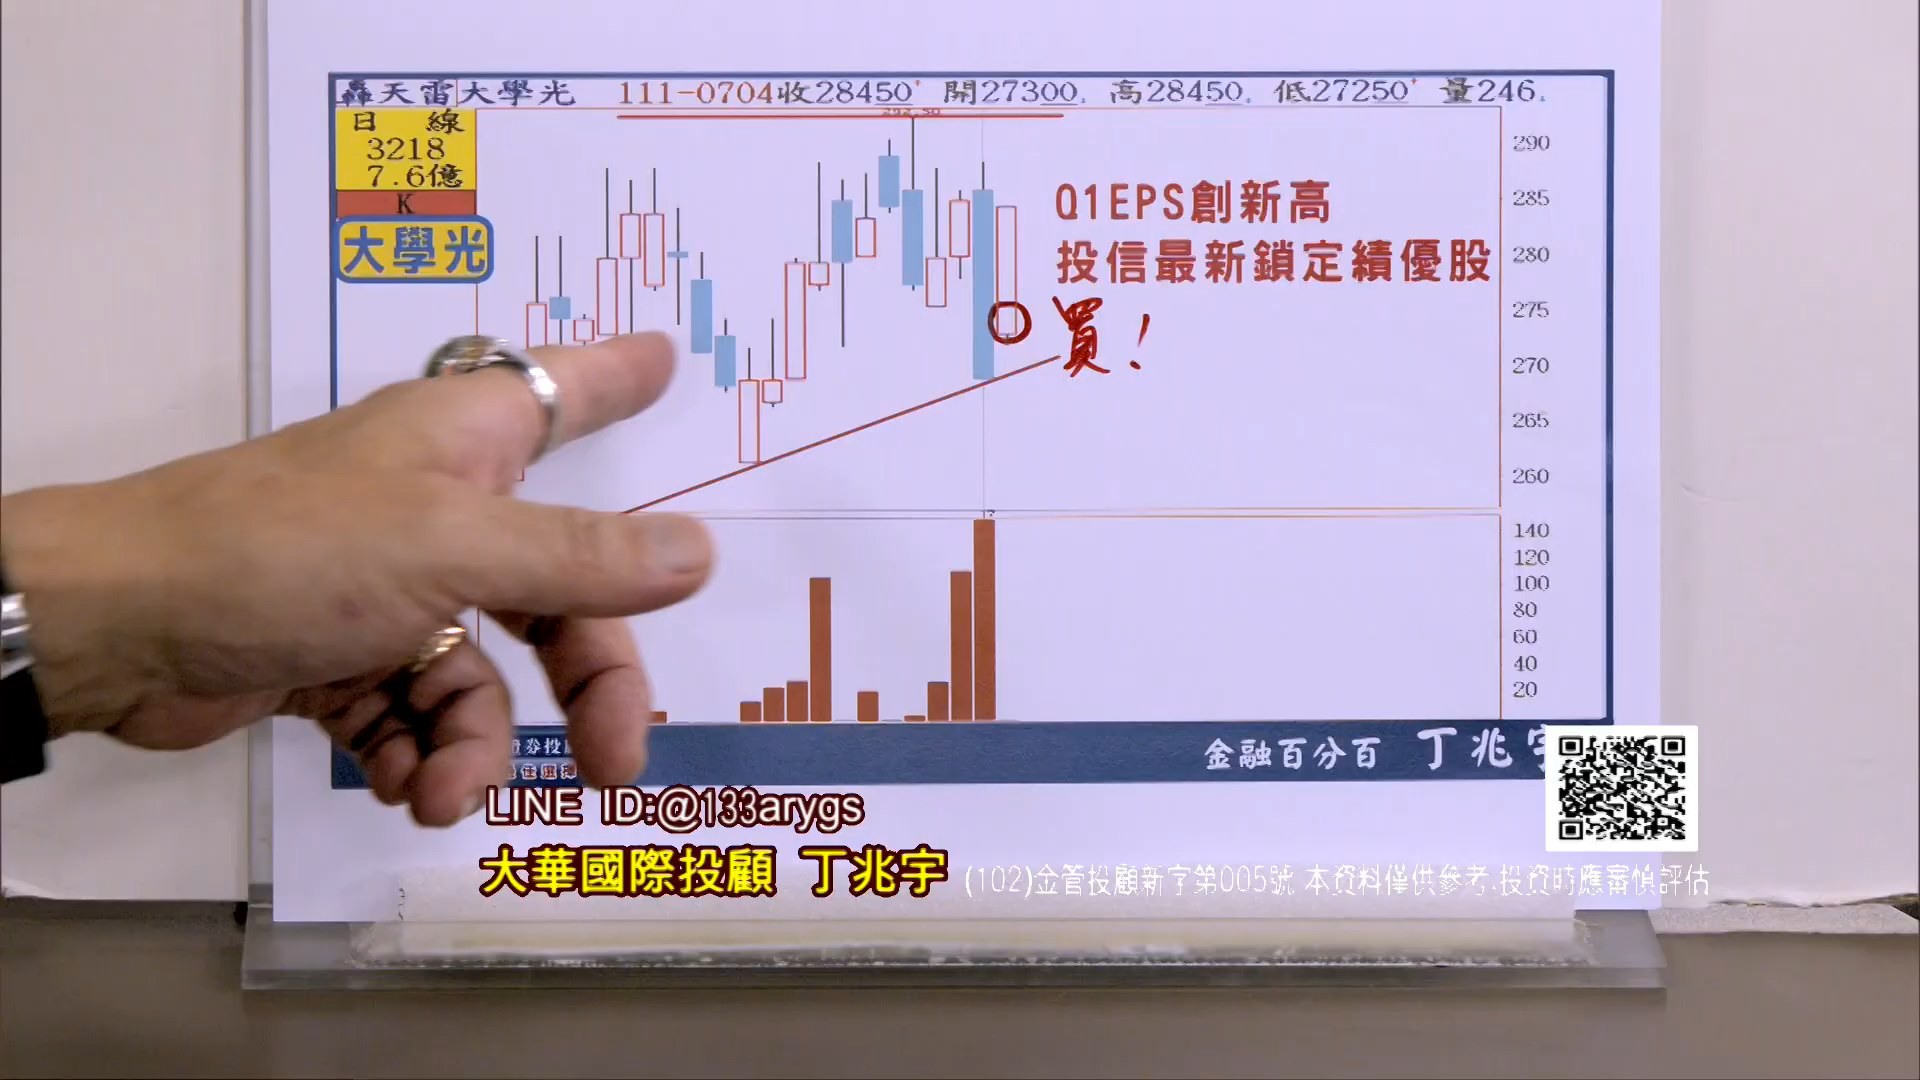 轟天雷大學光 111-0704收28450 開27300 高28450 低27250 量246
日 線
3218
7.6億
K
大學光
292.50
290
285
280
275
270
265
260
Q1EPS創新高
投信最新鎖定績優股
買!
140
120
100
80
60
40
20
金融百分百 丁兆宇
LINE ID:@133arygs
大華國際投顧 丁兆宇 (102)金管投顧新字第005號 本資料僅供參考,投資時應審慎評估